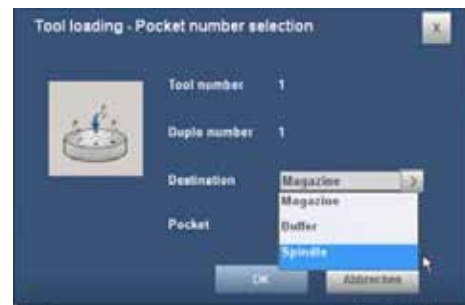 Tool loading - Pocket number selection
x
Tool number 1
Duplo number 1
Destination Magazine
Magazine
Pocket Buffer
Spindle
OK Abbrechen